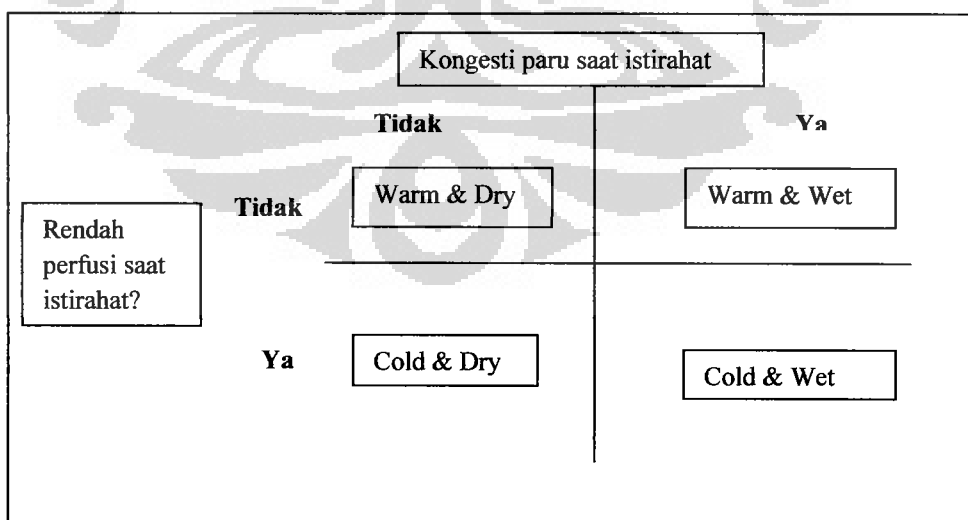 Kongesti paru saat istirahat
Tidak
Ya
Tidak
Warm & Dry
Warm & Wet
Rendah
perfusi saat
istirahat?
Ya
Cold & Dry
Cold & Wet